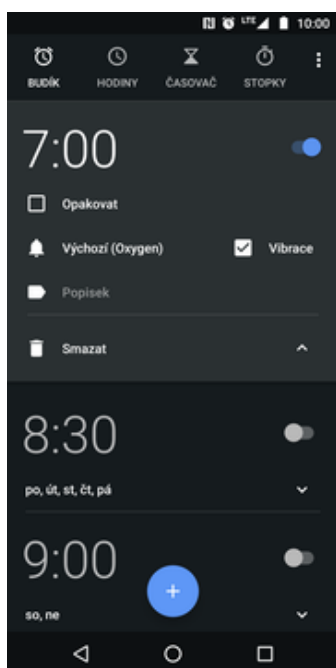 LTE 10:00
BUDÍK HODINY ČASOVAČ STOPKY
7:00
Opakovat
Výchozí (Oxygen) Vibrace
Popisek
Smazat
8:30
po, út, st, čt, pá
9:00
so, ne